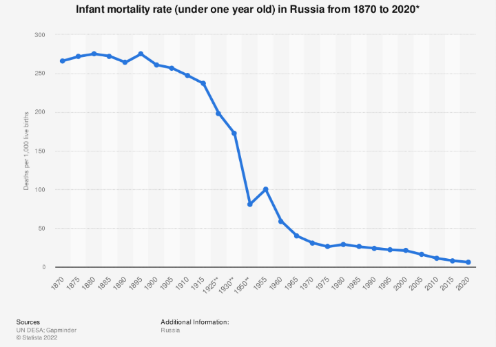 Infant mortality rate (under one year old) in Russia from 1870 to 2020*
Deaths per 1,000 live births
300
250
200
150
100
50
0
1870 1875 1880 1885 1890 1895 1900 1905 1910 1915 1925** 1930** 1950** 1955 1960 1965 1970 1975 1980 1985 1990 1995 2000 2005 2010 2015 2020
Sources
UN DESA; Gapminder
© Statista 2022
Additional Information:
Russia